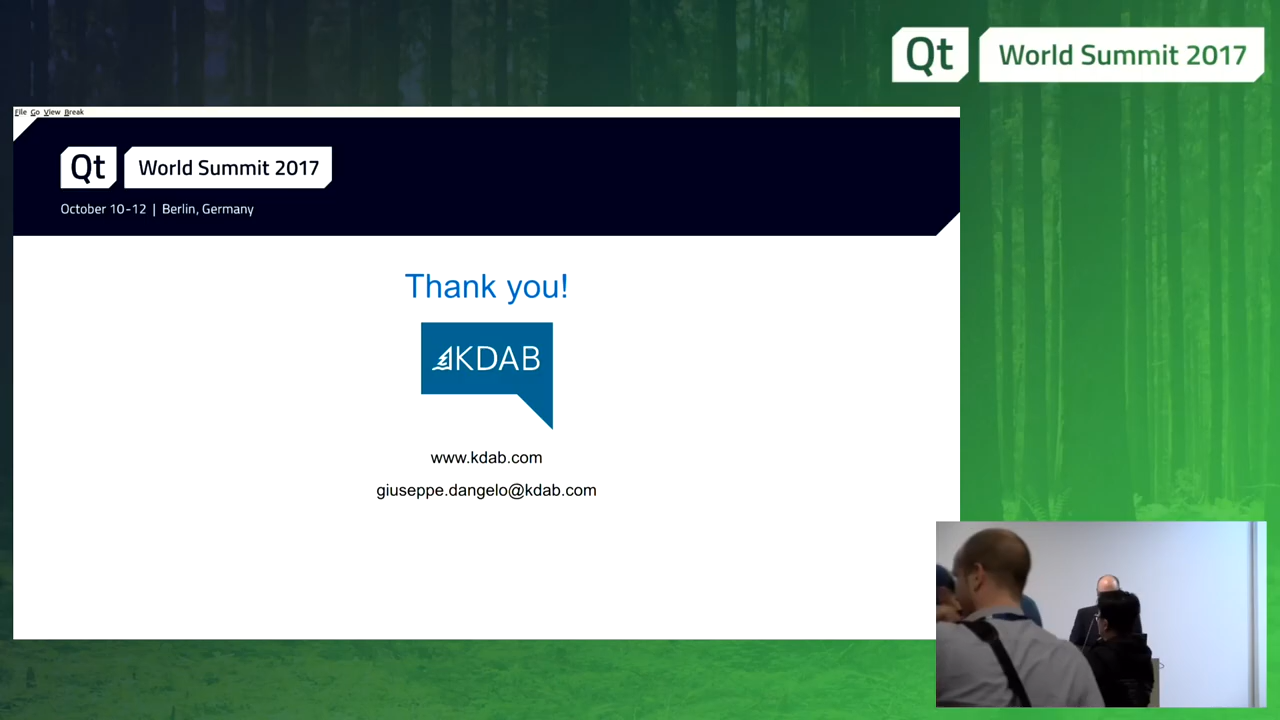 Qt World Summit 2017
File Go View Break
Qt World Summit 2017
October 10-12 | Berlin, Germany
Thank you!
KDAB
www.kdab.com
giuseppe.dangelo@kdab.com